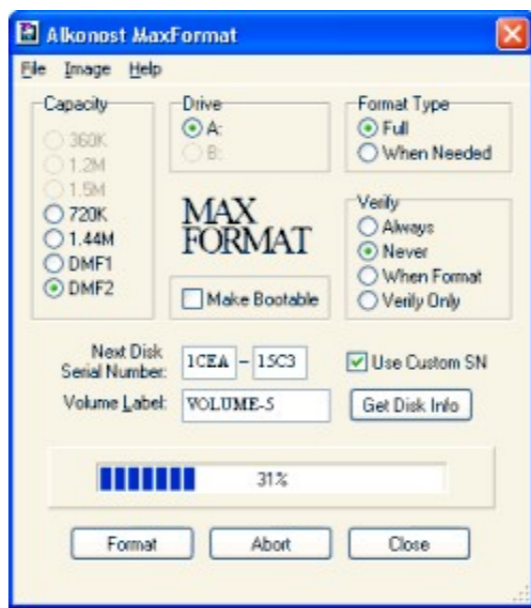 Alkonost MaxFormat
File Image Help
Capacity
360K
1.2M
1.5M
720K
1.44M
DMF1
DMF2
Drive
A:
B:
Format Type
Full
When Needed
MAX
FORMAT
Verify
Always
Never
When Format
Verify Only
Make Bootable
Next Disk
Serial Number:
1CEA - 15C3
Use Custom SN
Volume Label:
VOLUME-5
Get Disk Info
31%
Format Abort Close